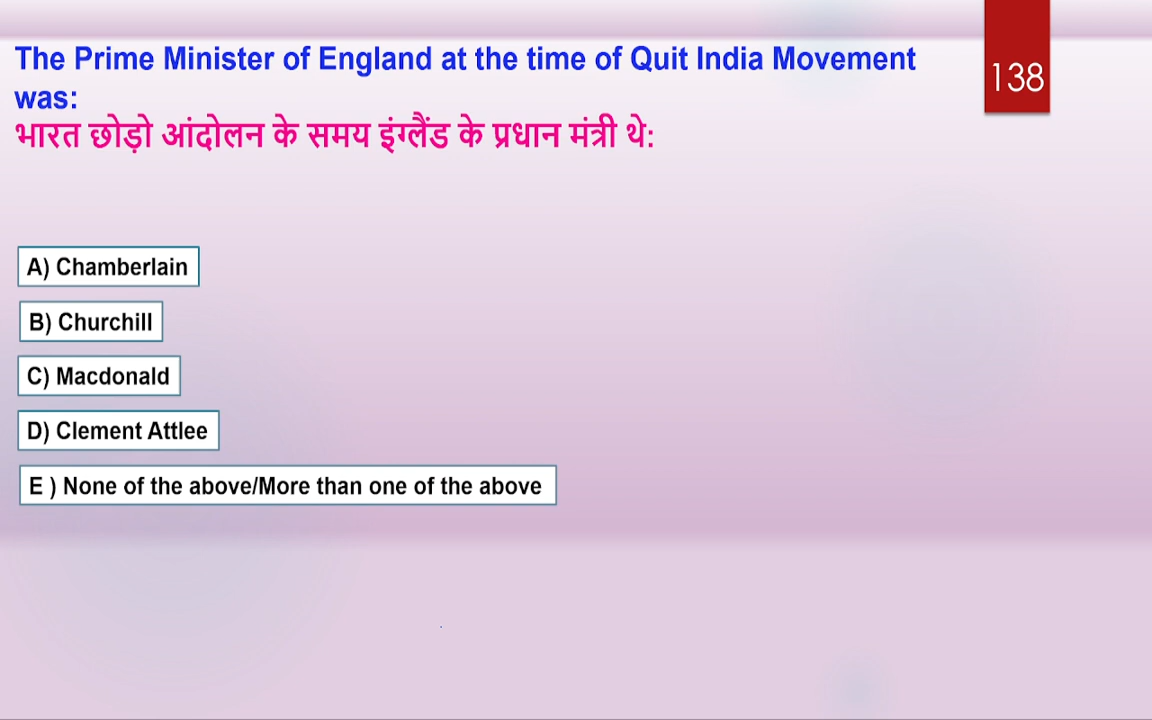 The Prime Minister of England at the time of Quit India Movement
was:
भारत छोड़ो आंदोलन के समय इंग्लैंड के प्रधान मंत्री थे:
138
A) Chamberlain
B) Churchill
C) Macdonald
D) Clement Attlee
E ) None of the above/More than one of the above